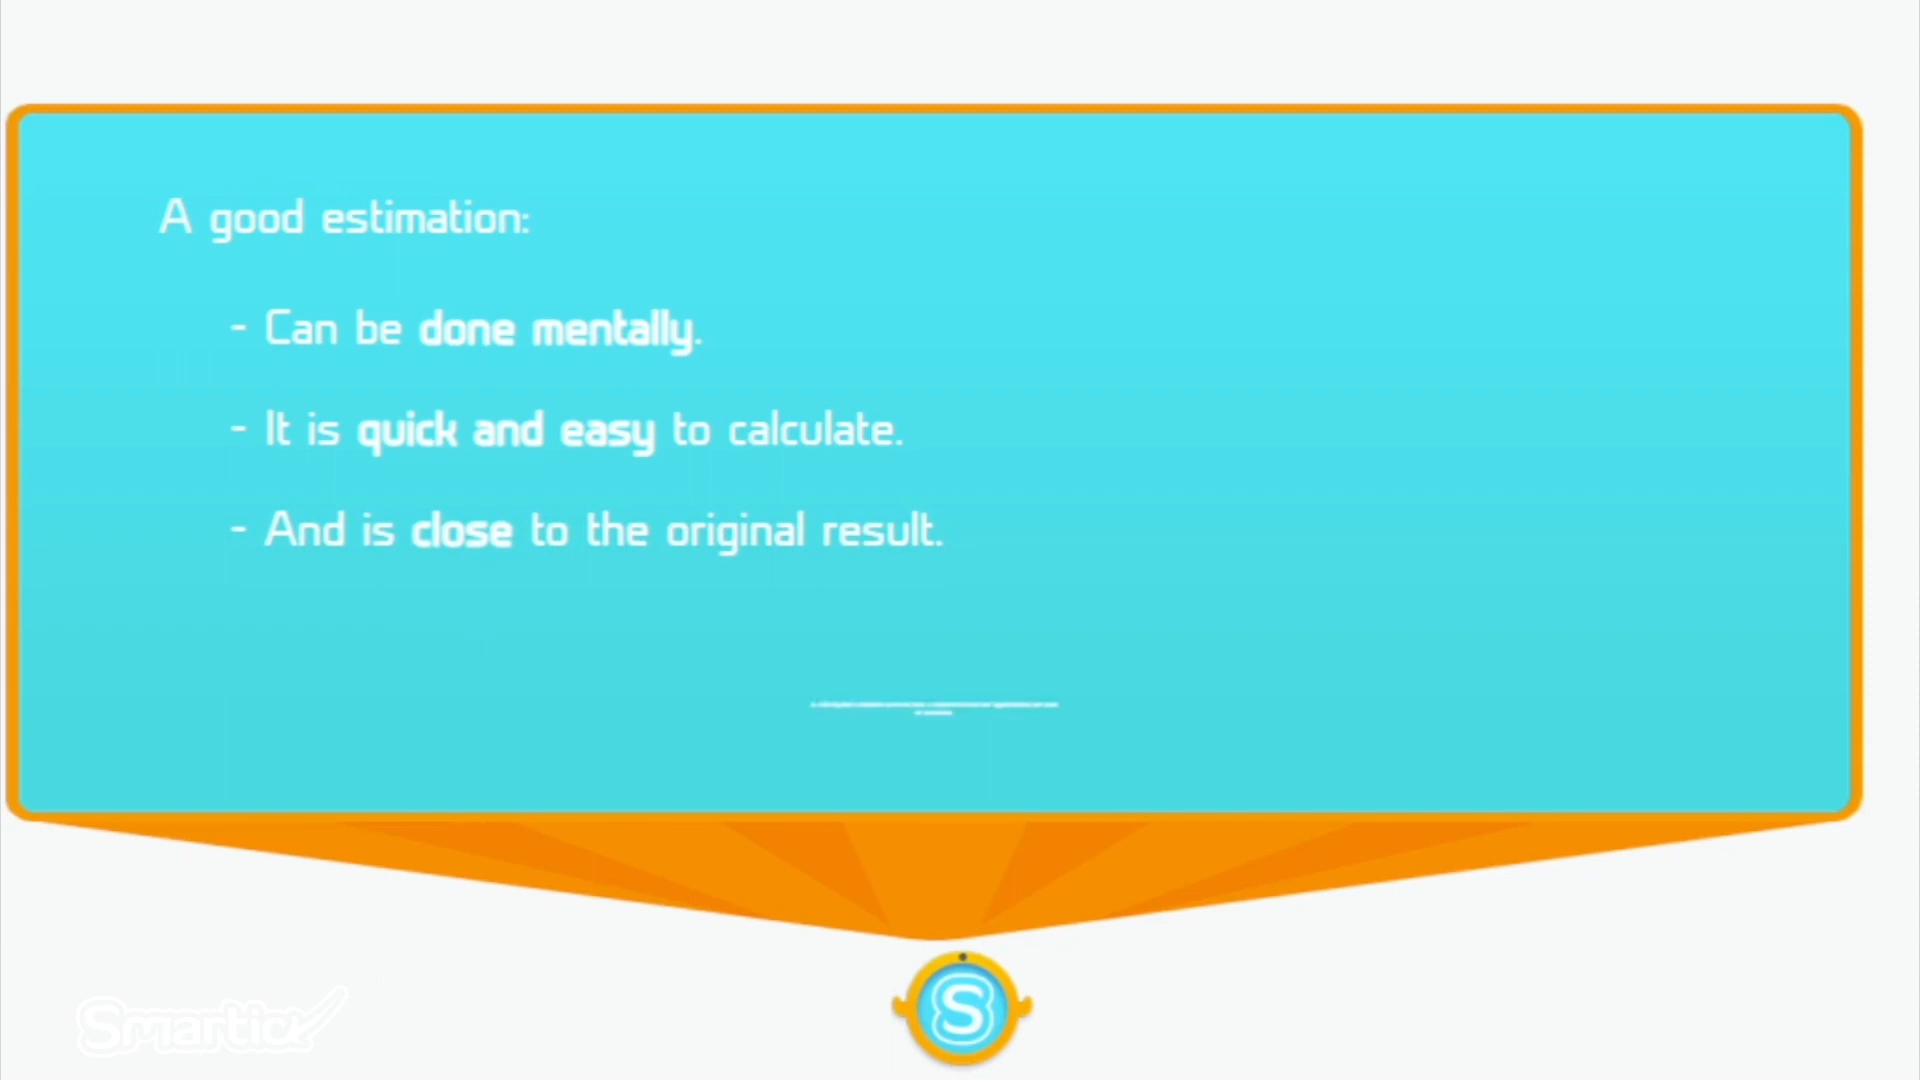 A good estimation:
- Can be done mentally.
- It is quick and easy to calculate.
- And is close to the original result.
S
Smartick